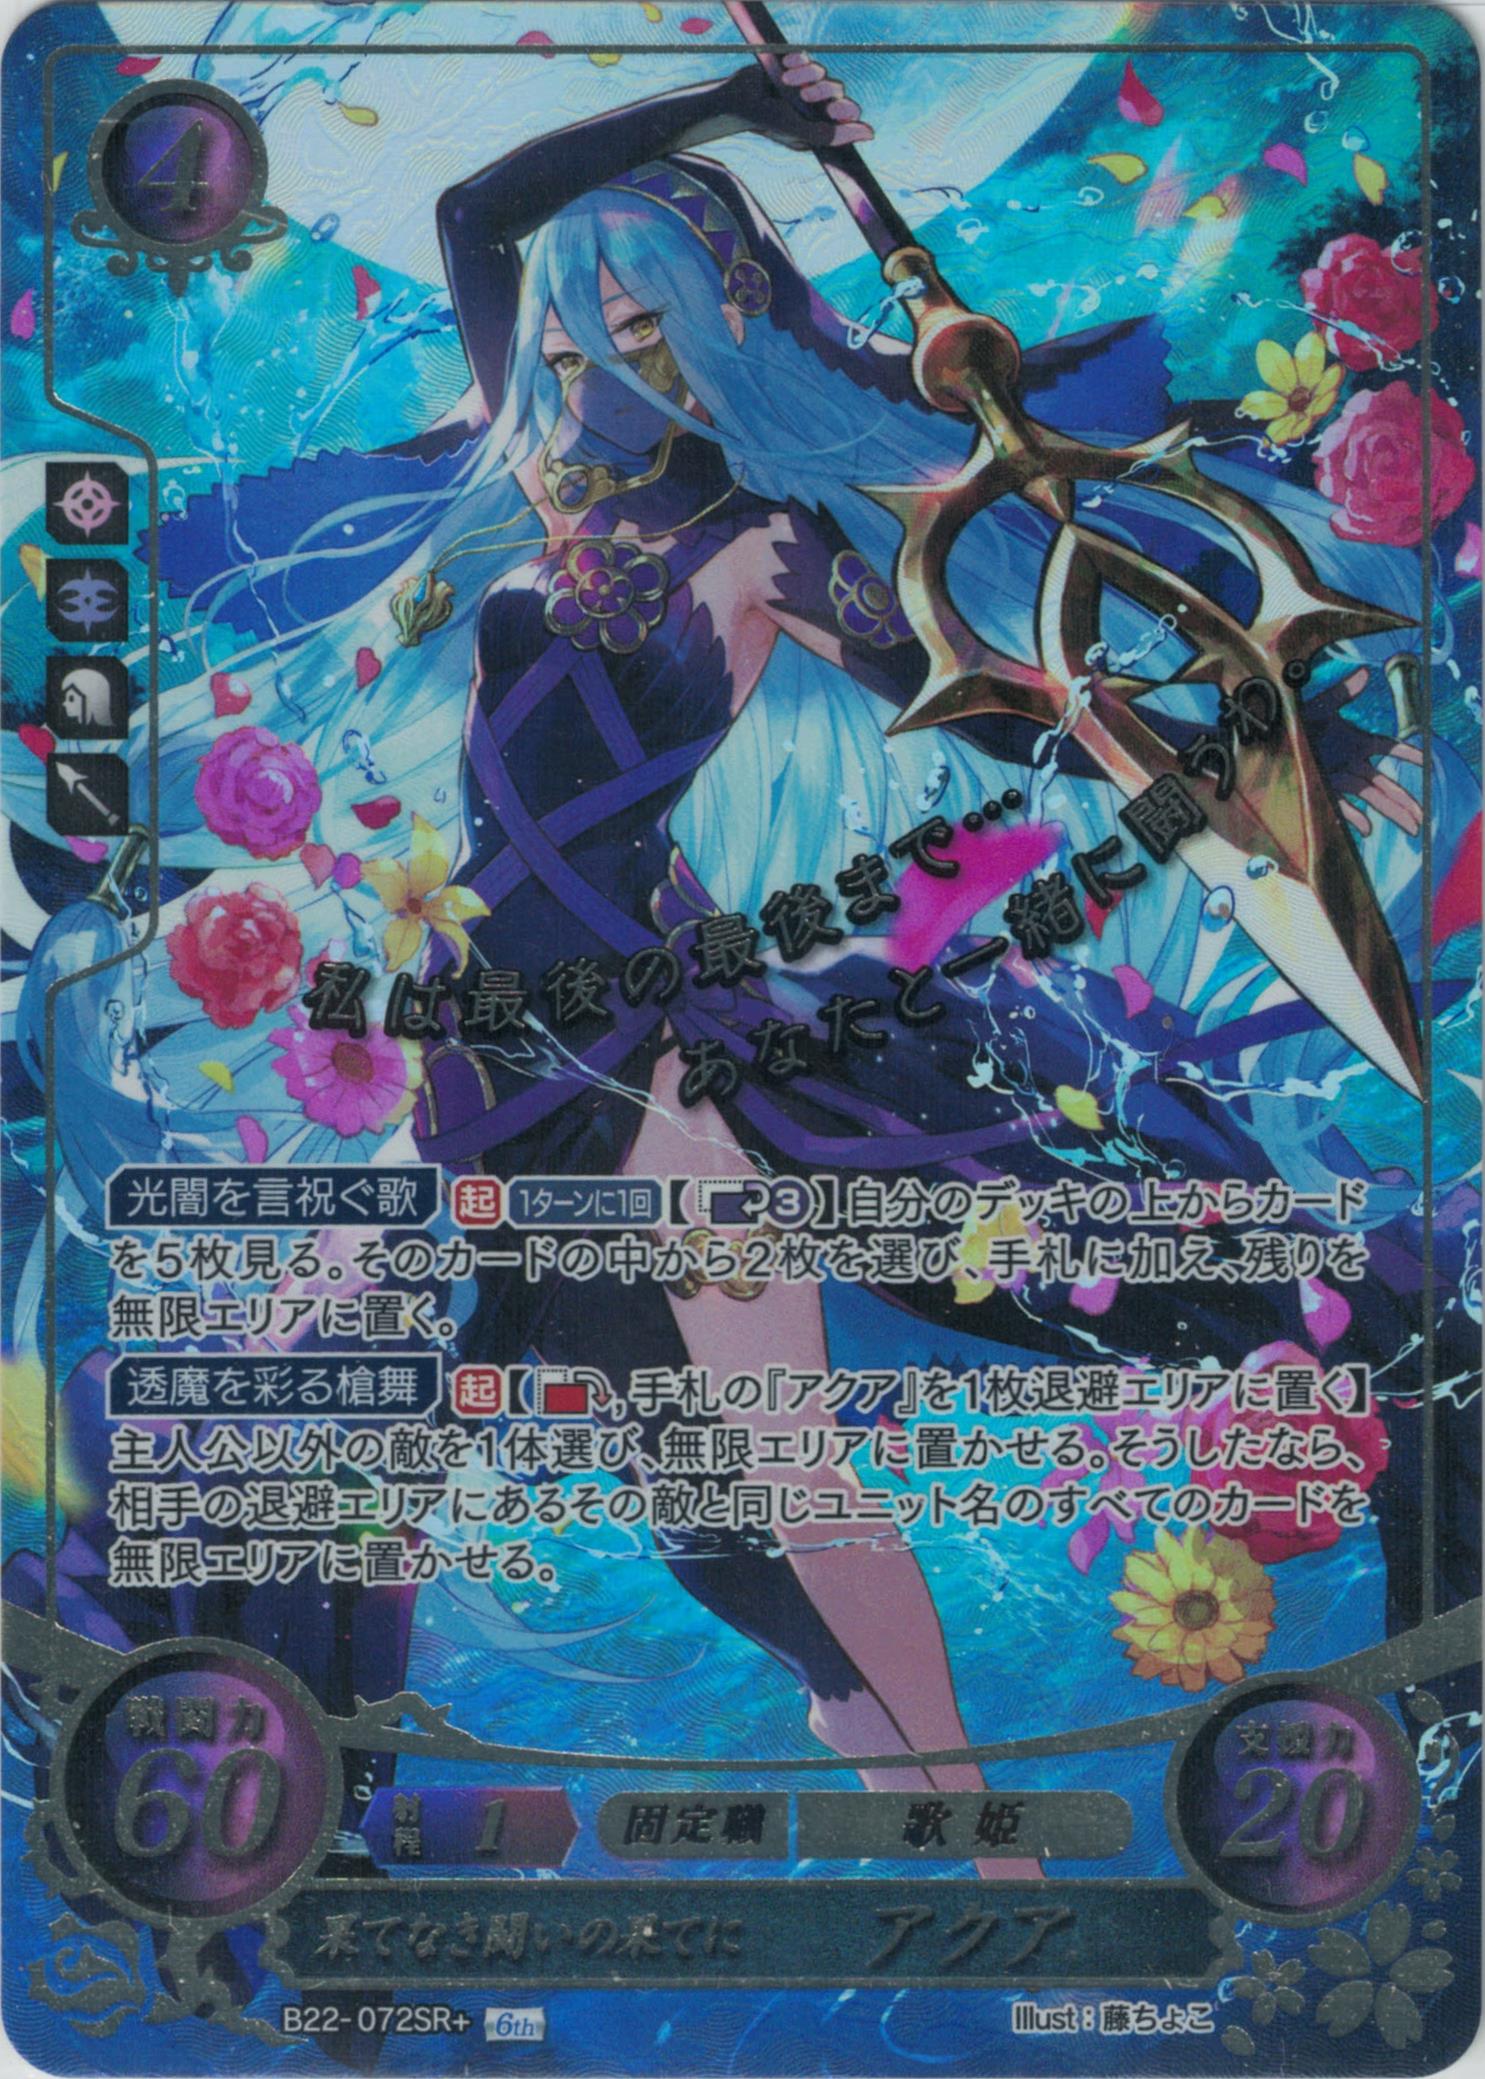 4
私は最後の最後まで…
あなたと一緒に闘うわ。
光闇を言祝ぐ歌 起 1ターンに1回【 3】自分のデッキの上からカード
を5枚見る。そのカードの中から2枚を選び、手札に加え、残りを
無限エリアに置く。
透魔を彩る槍舞 起【 ,手札の『アクア』を1枚退避エリアに置く】
主人公以外の敵を1体選び、無限エリアに置かせる。そうしたなら、
相手の退避エリアにあるその敵と同じユニット名のすべてのカードを
無限エリアに置かせる。
戦闘力
60
射程 1
固定職 歌姫
支援力
20
果てなき闘いの果てに アクア
B22-072SR+ 6th
Illust：藤ちょこ